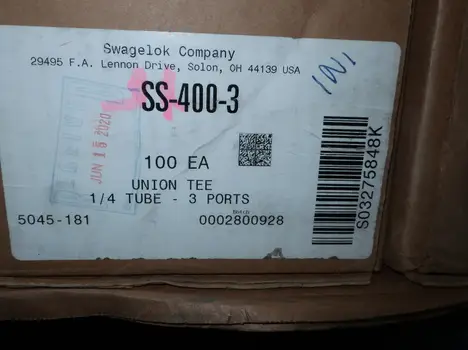 Swagelok Company
29495 F.A. Lennon Drive, Solon, OH 44139 USA
SS-400-3
JUN 15 2020
100 EA
UNION TEE
1/4 TUBE - 3 PORTS
5045-181
0002800928
S03275848K